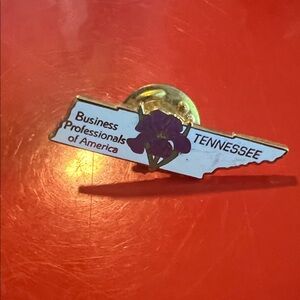 Business
Professionals
of America
TENNESSEE